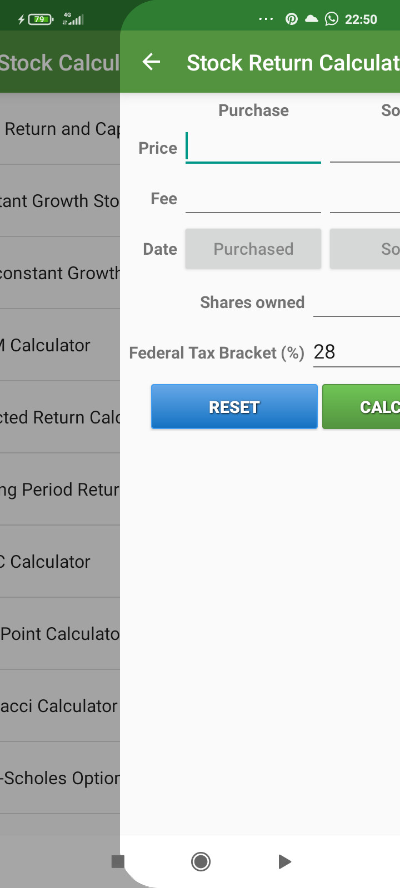 79 4G 22:50
Stock Calcul
Stock Return Calculat
Return and Cap
tant Growth Sto
constant Growth
M Calculator
cted Return Calc
ng Period Retur
C Calculator
Point Calculato
acci Calculator
-Scholes Option
Purchase So
Price
Fee
Date Purchased So
Shares owned
Federal Tax Bracket (%) 28
RESET CALC